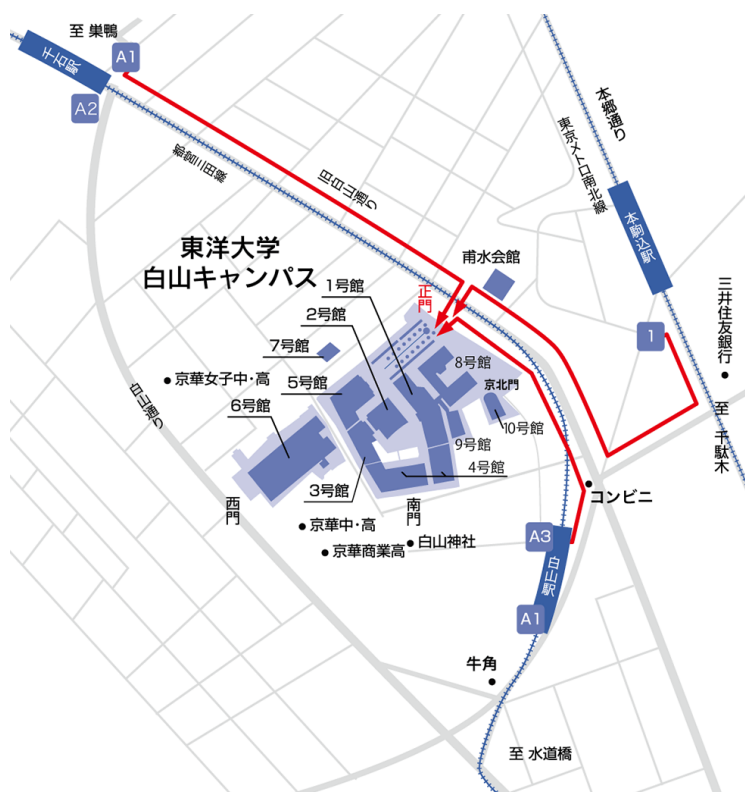 至 巣鴨
A1
千石駅
A2
都営三田線
旧白山通り
本郷通り
東京メトロ南北線
本駒込駅
1
三井住友銀行
至 千駄木
東洋大学
白山キャンパス
甫水会館
正門
1号館
2号館
7号館
8号館
京北門
京華女子中・高
5号館
6号館
10号館
9号館
4号館
3号館
白山通り
西門
南門
京華中・高
白山神社
京華商業高
コンビニ
A3
白山駅
A1
牛角
至 水道橋